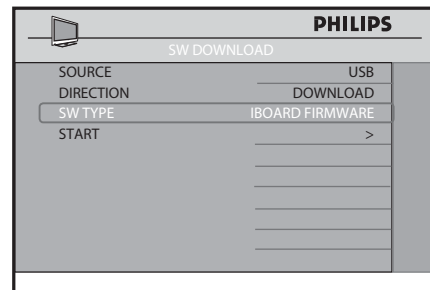 PHILIPS
SW DOWNLOAD
SOURCE USB
DIRECTION DOWNLOAD
SW TYPE IBOARD FIRMWARE
START >